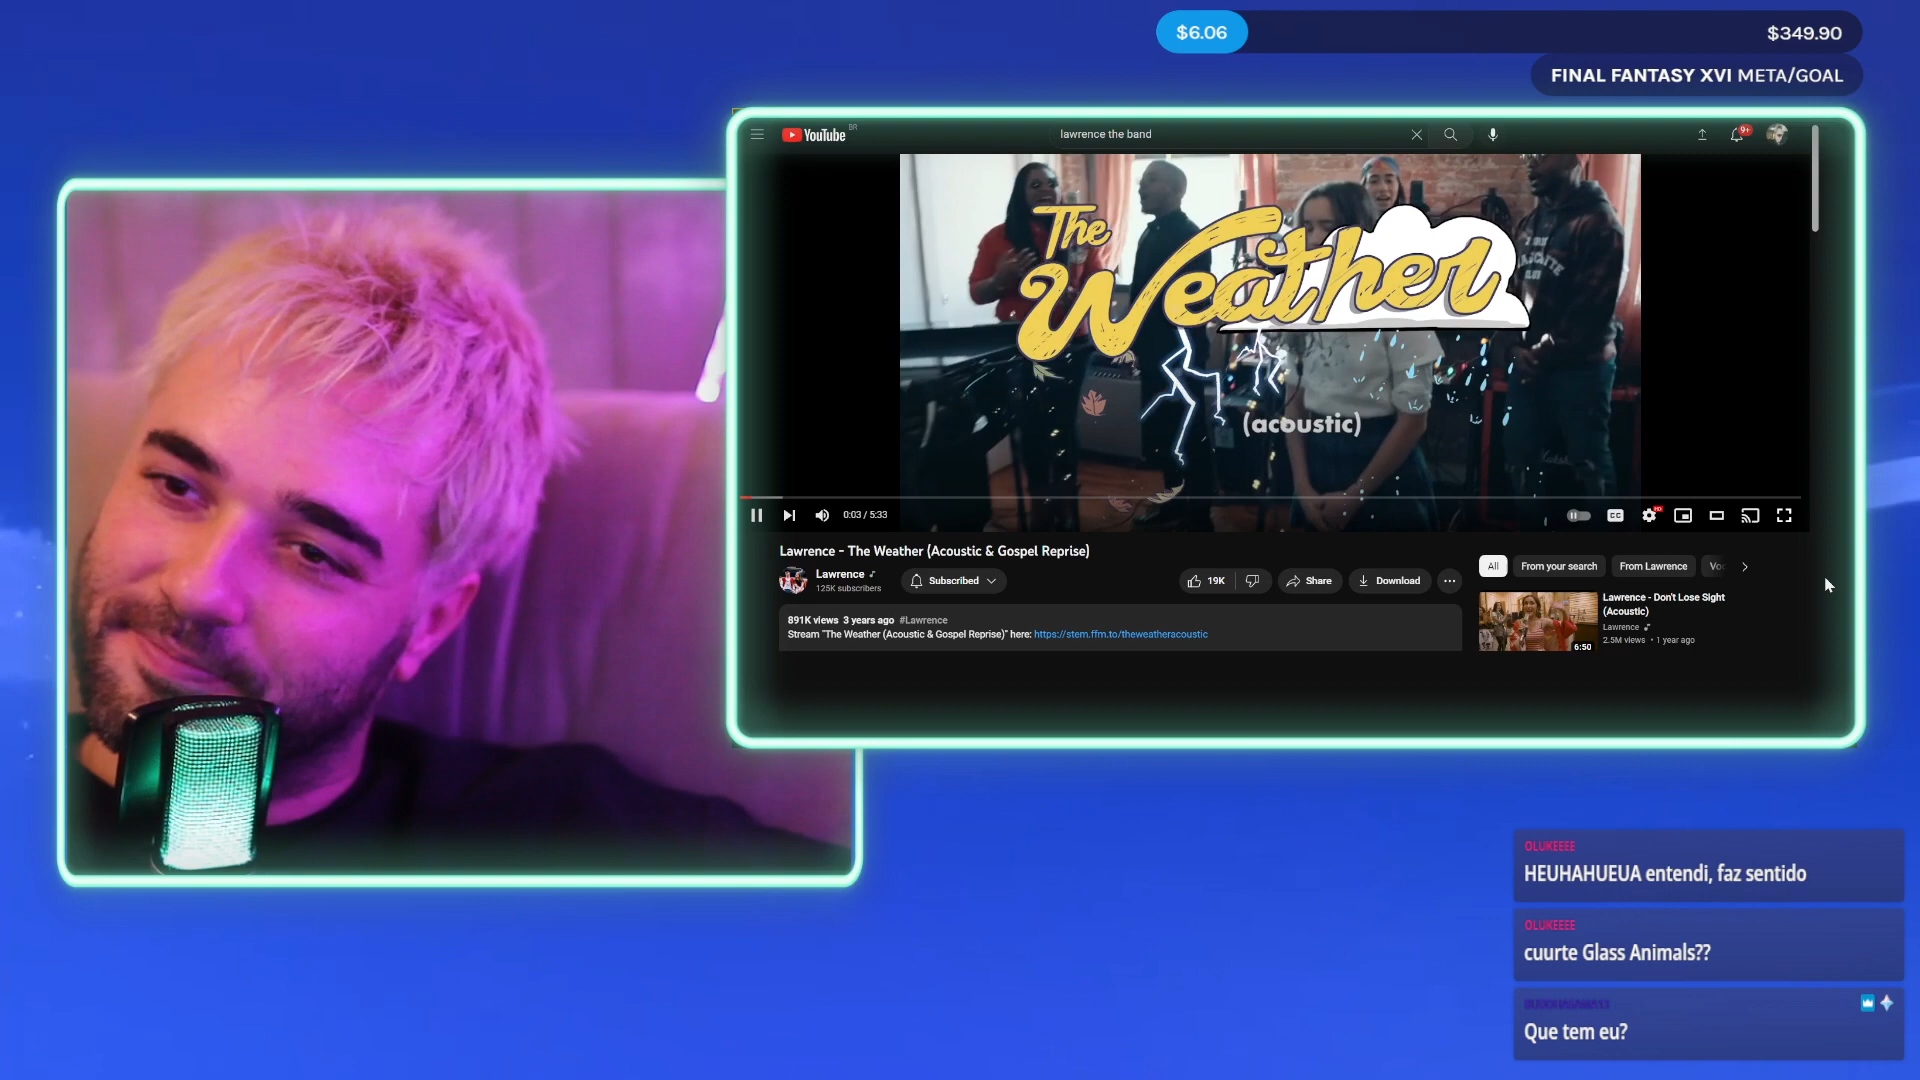 $6.06
$349.90
FINAL FANTASY XVI META/GOAL
YouTube BR
lawrence the band
9+
The
Weather
(acoustic)
0:03 / 5:33
CC
HD
Lawrence - The Weather (Acoustic & Gospel Reprise)
Lawrence
125K subscribers
Subscribed
19K
Share
Download
891K views 3 years ago #Lawrence
Stream "The Weather (Acoustic & Gospel Reprise)" here: https://stem.ffm.to/theweatheracoustic
All
From your search
From Lawrence
Lawrence - Don't Lose Sight
(Acoustic)
Lawrence
2.5M views • 1 year ago
6:50
OLUKEEEE
HEUHAHUEUA entendi, faz sentido
OLUKEEEE
cuurte Glass Animals??
Que tem eu?